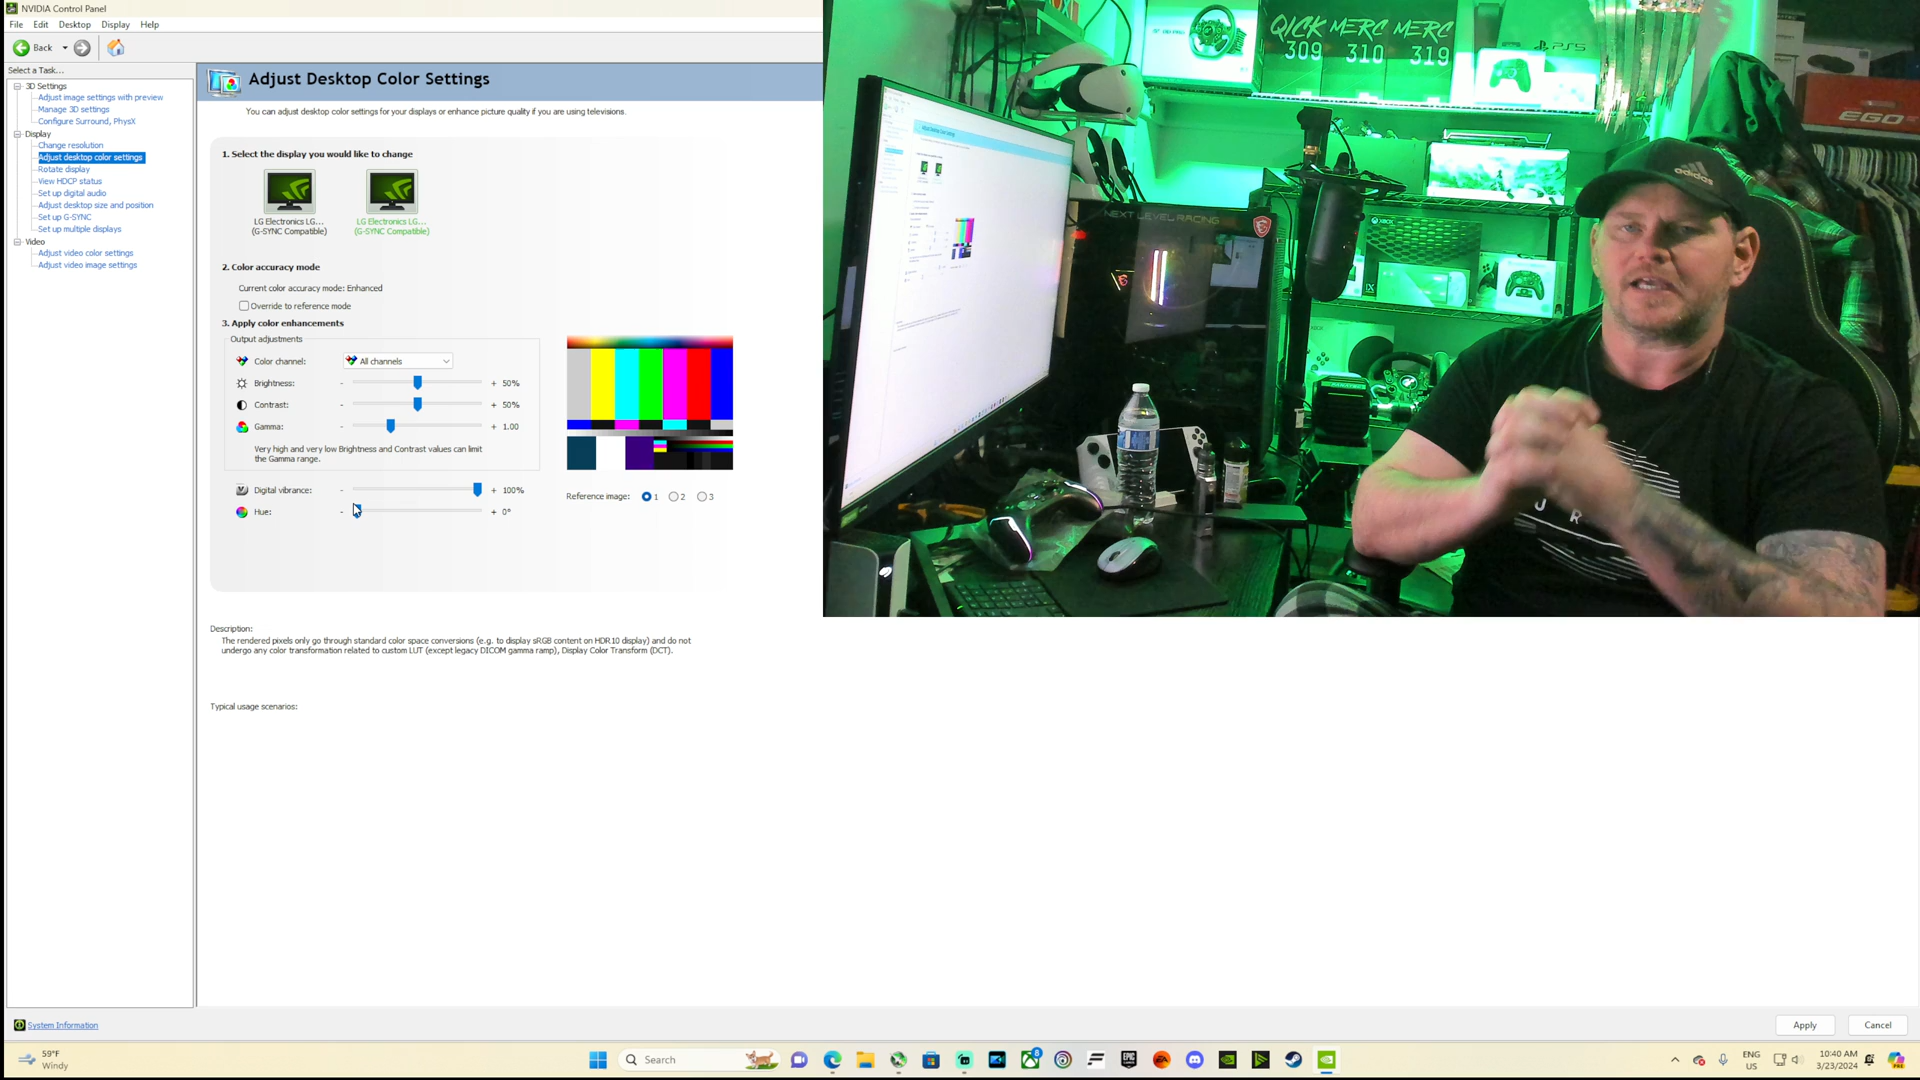 NVIDIA Control Panel
File Edit Desktop Display Help
Back
Select a Task...
3D Settings
Adjust image settings with preview
Manage 3D settings
Configure Surround, PhysX
Display
Change resolution
Adjust desktop color settings
Rotate display
View HDCP status
Set up digital audio
Adjust desktop size and position
Set up G-SYNC
Set up multiple displays
Video
Adjust video color settings
Adjust video image settings
Adjust Desktop Color Settings
You can adjust desktop color settings for your displays or enhance picture quality if you are using televisions.
1. Select the display you would like to change
LG Electronics LG...
(G-SYNC Compatible)
LG Electronics LG...
(G-SYNC Compatible)
2. Color accuracy mode
Current color accuracy mode: Enhanced
Override to reference mode
3. Apply color enhancements
Output adjustments
Color channel: All channels
Brightness: - + 50%
Contrast: - + 50%
Gamma: - + 1.00
Very high and very low Brightness and Contrast values can limit
the Gamma range.
Digital vibrance: - + 100%
Hue: - + 0°
Reference image: 1 2 3
Description:
The rendered pixels only go through standard color space conversions (e.g. to display sRGB content on HDR10 display) and do not
undergo any color transformation related to custom LUT (except legacy DICOM gamma ramp), Display Color Transform (DCT).
Typical usage scenarios:
QICK MERC MERC
309 310 319
PS5
EGO
NEXT LEVEL RACING
XBOX
adidas
J R
System Information
Apply
Cancel
59°F
Windy
Search
8
EPIC
ENG
US
10:40 AM
3/23/2024
PRE